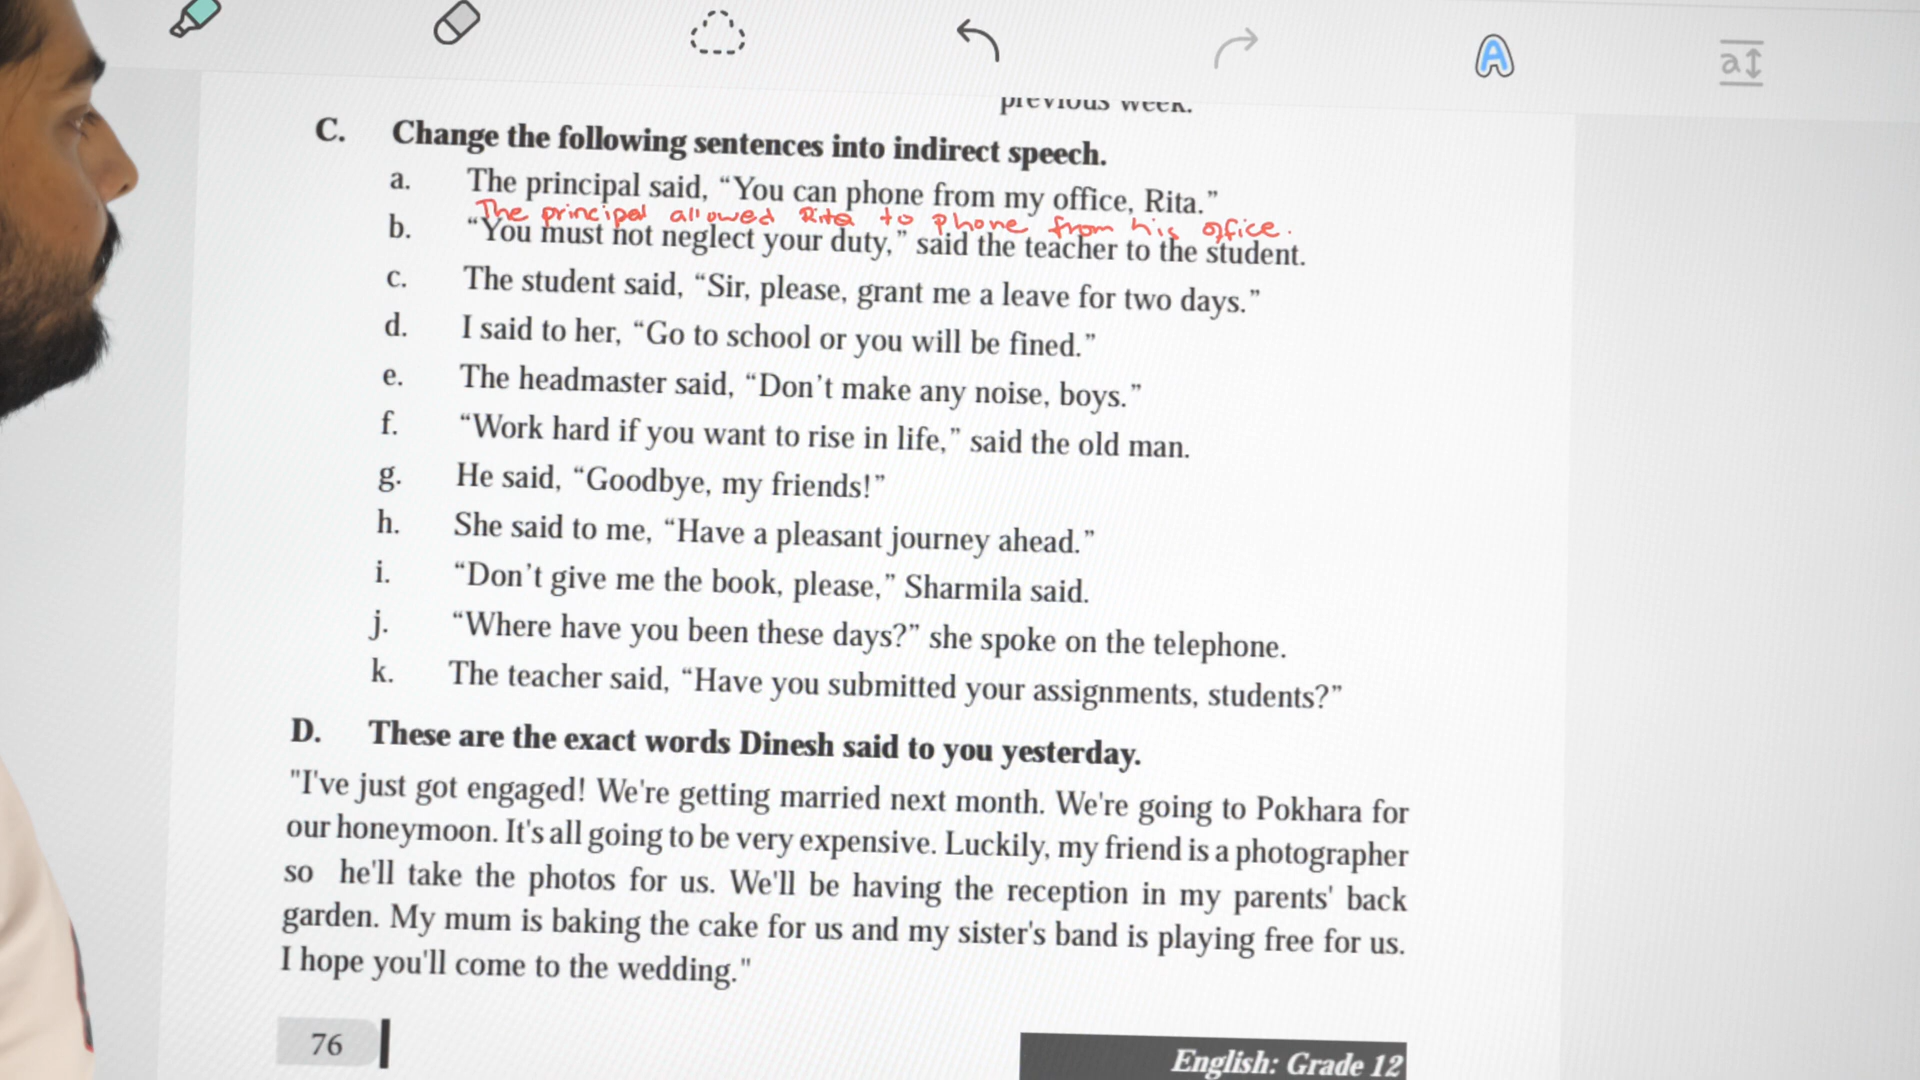 previous week.
C. Change the following sentences into indirect speech.
a. The principal said, “You can phone from my office, Rita.”
The principal allowed Rita to phone from his office.
b. “You must not neglect your duty,” said the teacher to the student.
c. The student said, “Sir, please, grant me a leave for two days.”
d. I said to her, “Go to school or you will be fined.”
e. The headmaster said, “Don’t make any noise, boys.”
f. “Work hard if you want to rise in life,” said the old man.
g. He said, “Goodbye, my friends!”
h. She said to me, “Have a pleasant journey ahead.”
i. “Don’t give me the book, please,” Sharmila said.
j. “Where have you been these days?” she spoke on the telephone.
k. The teacher said, “Have you submitted your assignments, students?”
D. These are the exact words Dinesh said to you yesterday.
"I've just got engaged! We're getting married next month. We're going to Pokhara for
our honeymoon. It's all going to be very expensive. Luckily, my friend is a photographer
so he'll take the photos for us. We'll be having the reception in my parents' back
garden. My mum is baking the cake for us and my sister's band is playing free for us.
I hope you'll come to the wedding."
76
English: Grade 12